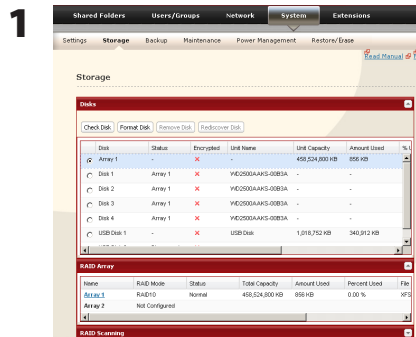 1
Shared Folders Users/Groups Network System Extensions
Settings Storage Backup Maintenance Power Management Restore/Erase
Read Manual
Storage
Disks
Check Disk Format Disk Remove Disk Rediscover Disk
Disk Status Encrypted Unit Name Unit Capacity Amount Used % U
Array 1 - - 458,524,800 KB 856 KB
Disk 1 Array 1 WD2500AAKS-00B3A - -
Disk 2 Array 1 WD2500AAKS-00B3A - -
Disk 3 Array 1 WD2500AAKS-00B3A - -
Disk 4 Array 1 WD2500AAKS-00B3A - -
USB Disk 1 - USB Disk 1,018,752 KB 340,912 KB
RAID Array
Name RAID Mode Status Total Capacity Amount Used Percent Used File
Array 1 RAID10 Normal 458,524,800 KB 856 KB 0.00 % XFS
Array 2 Not Configured
RAID Scanning